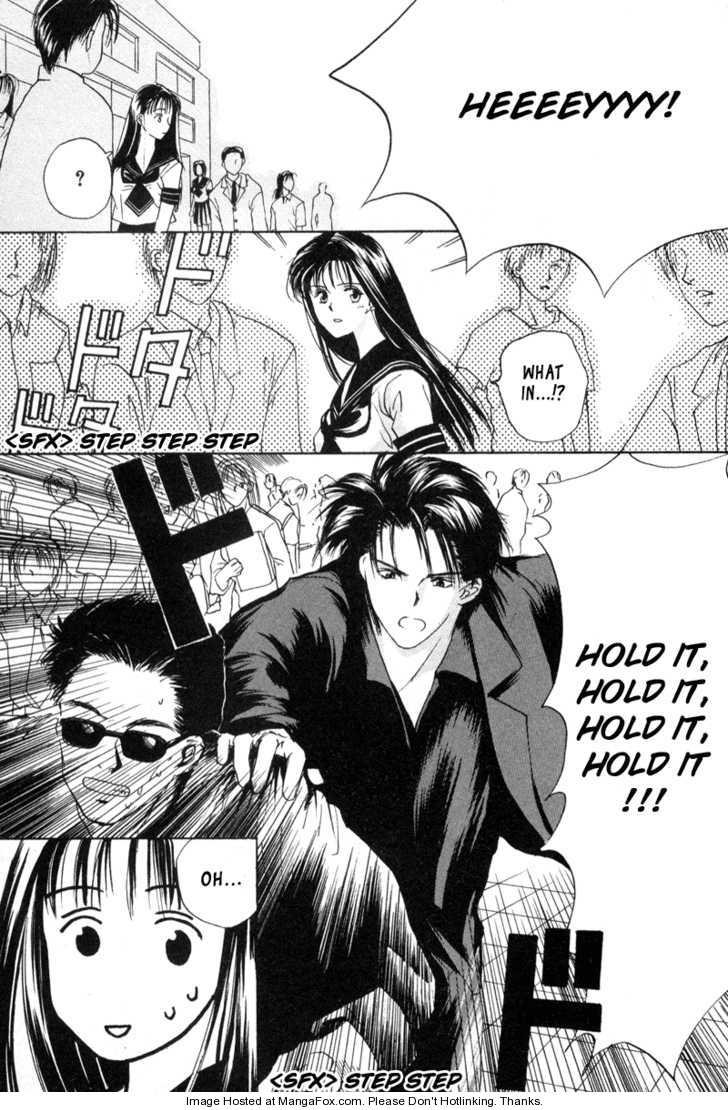 HEEEEYYYY!
?
WHAT
IN...!?
ドドタドタ
<SFX> STEP STEP STEP
ド
HOLD IT,
HOLD IT,
HOLD IT,
HOLD IT
!!!
OH...
ド
<SFX> STEP STEP
Image Hosted at MangaFox.com. Please Don't Hotlinking. Thanks.